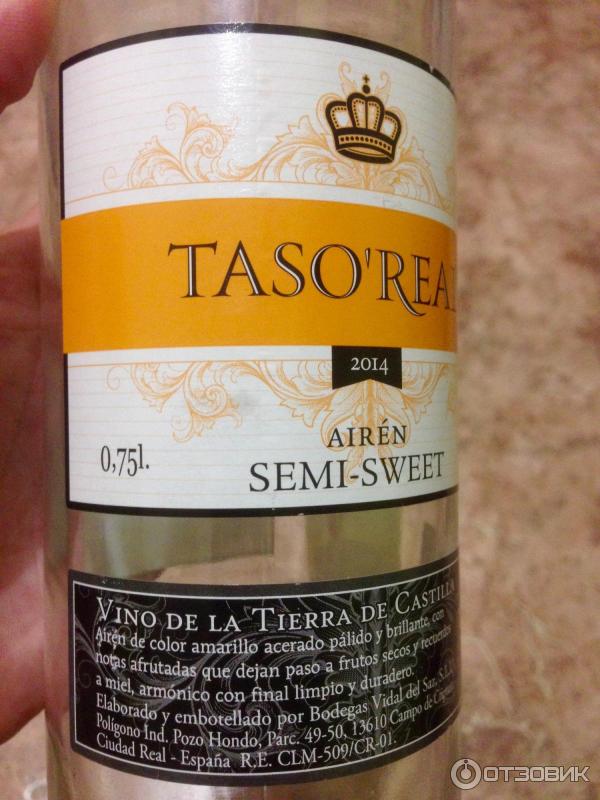 TASO'REAL
2014
AIRÉN
0,75l.
SEMI-SWEET
VINO DE LA TIERRA DE CASTILLA
Airén de color amarillo acerado pálido y brillante, con
notas afrutadas que dejan paso a frutos secos y recuerdos
a miel, armónico con final limpio y duradero.
Elaborado y embotellado por Bodegas Vidal del Saz, S.L.
Polígono Ind. Pozo Hondo, Parc. 49-50, 13610 Campo de
Ciudad Real - España R.E. CLM-509/CR-01.
ОТЗОВИК